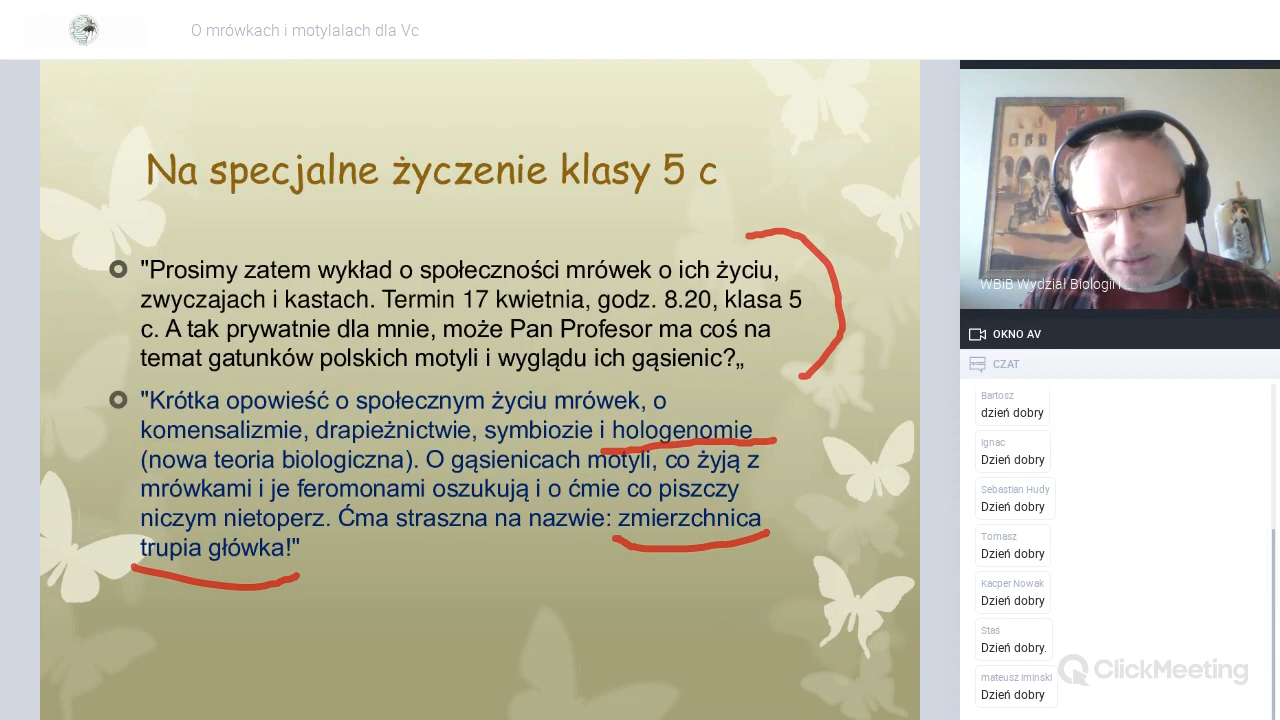 O mrówkach i motylalach dla Vc
Na specjalne życzenie klasy 5 c
"Prosimy zatem wykład o społeczności mrówek o ich życiu,
zwyczajach i kastach. Termin 17 kwietnia, godz. 8.20, klasa 5
c. A tak prywatnie dla mnie, może Pan Profesor ma coś na
temat gatunków polskich motyli i wyglądu ich gąsienic?„
"Krótka opowieść o społecznym życiu mrówek, o
komensalizmie, drapieżnictwie, symbiozie i hologenomie
(nowa teoria biologiczna). O gąsienicach motyli, co żyją z
mrówkami i je feromonami oszukują i o ćmie co piszczy
niczym nietoperz. Ćma straszna na nazwie: zmierzchnica
trupia główka!"
WBiB Wydział Biologii i ...
OKNO AV
CZAT
Bartosz
dzień dobry
Ignac
Dzień dobry
Sebastian Hudy
Dzień dobry
Tomasz
Dzień dobry
Kacper Nowak
Dzień dobry
Staś
Dzień dobry.
mateusz iminski
Dzień dobry
ClickMeeting